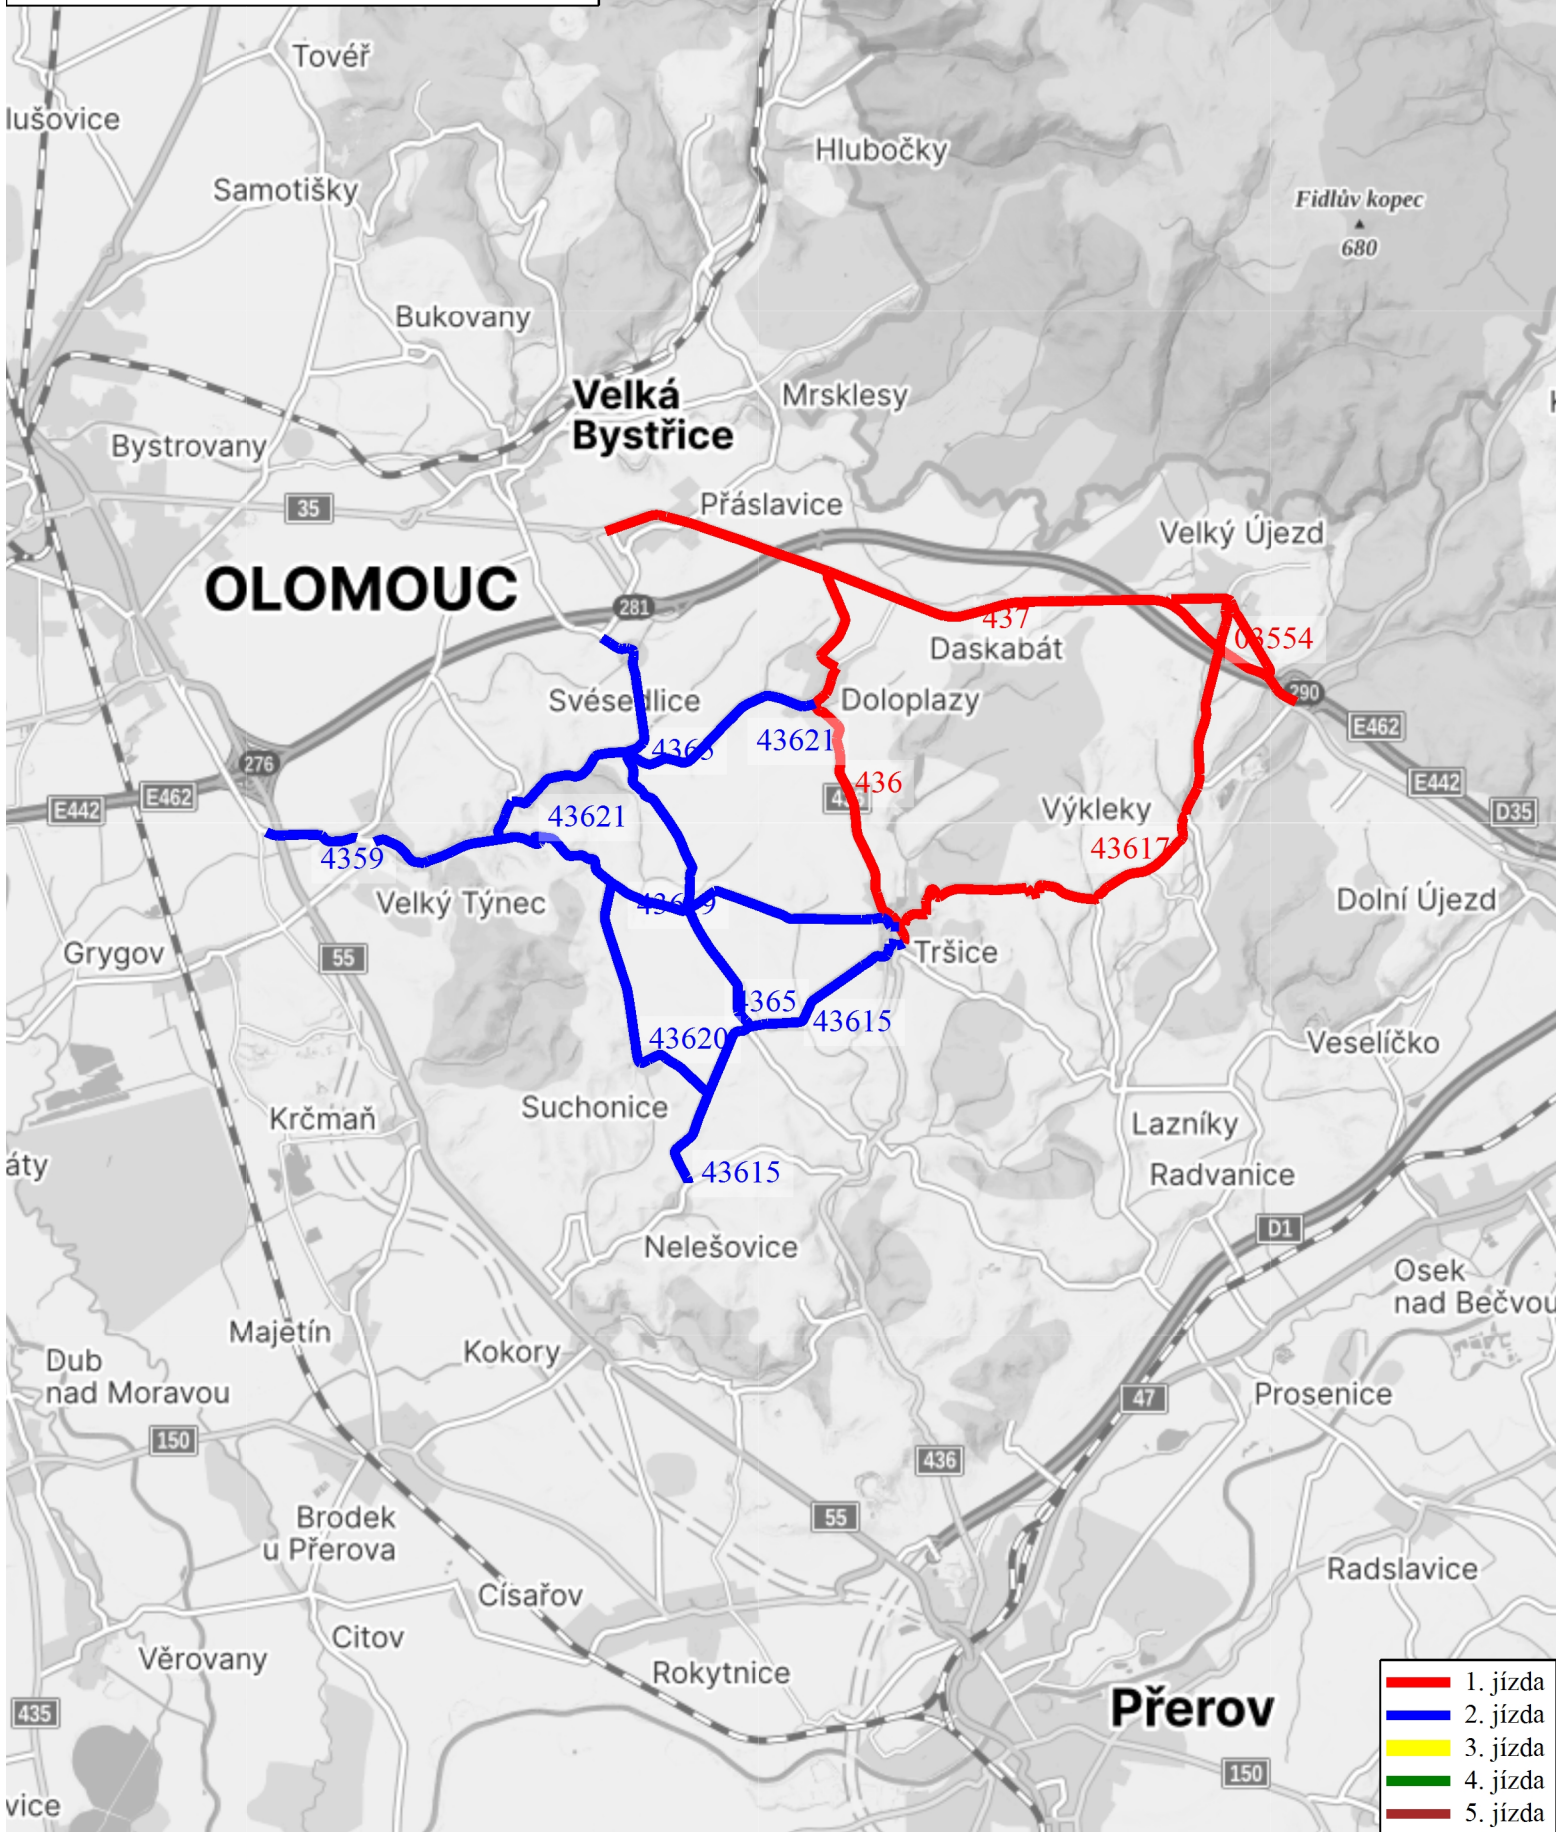 Tovéř
lušovice
Hlubočky
Samotišky
Fidlův kopec
680
Bukovany
Velká
Bystřice
Mrsklesy
Bystrovany
35
Přáslavice
Velký Újezd
OLOMOUC
281
437
03554
Daskabát
Svésedlice
Doloplazy
290
E462
4365
43621
276
436
E442
E462
E442
D35
43621
Výkleky
4359
43617
Velký Týnec
43619
Dolní Újezd
Grygov
55
Tršice
4365
43615
43620
Veselíčko
Suchonice
Krčmaň
Lazníky
áty
43615
Radvanice
D1
Nelešovice
Osek
nad Bečvou
Majetín
Kokory
Dub
nad Moravou
47
Prosenice
150
436
Brodek
u Přerova
55
Radslavice
Císařov
Citov
Věrovany
Rokytnice
435
Přerov
150
vice
1. jízda
2. jízda
3. jízda
4. jízda
5. jízda